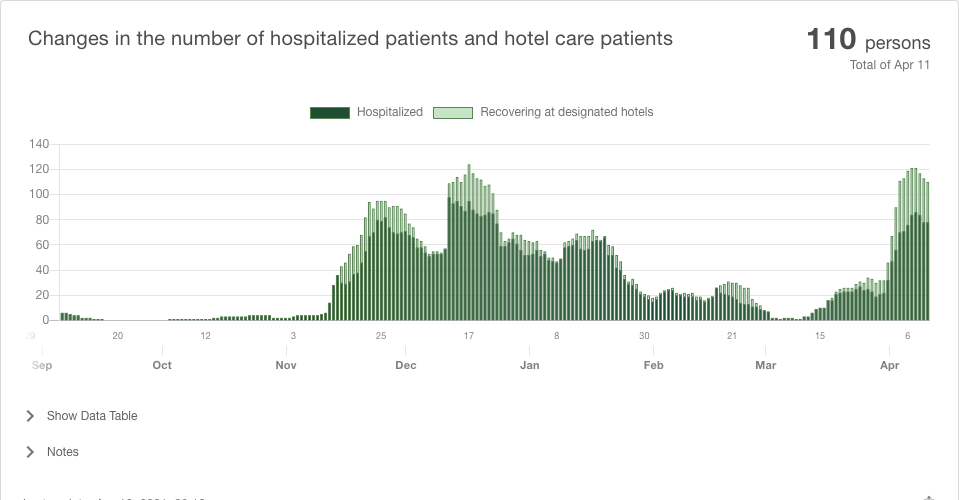 Changes in the number of hospitalized patients and hotel care patients
110 persons
Total of Apr 11
Hospitalized Recovering at designated hotels
140
120
100
80
60
40
20
0
29 20 12 3 25 17 8 30 21 15 6
Sep Oct Nov Dec Jan Feb Mar Apr
Show Data Table
Notes